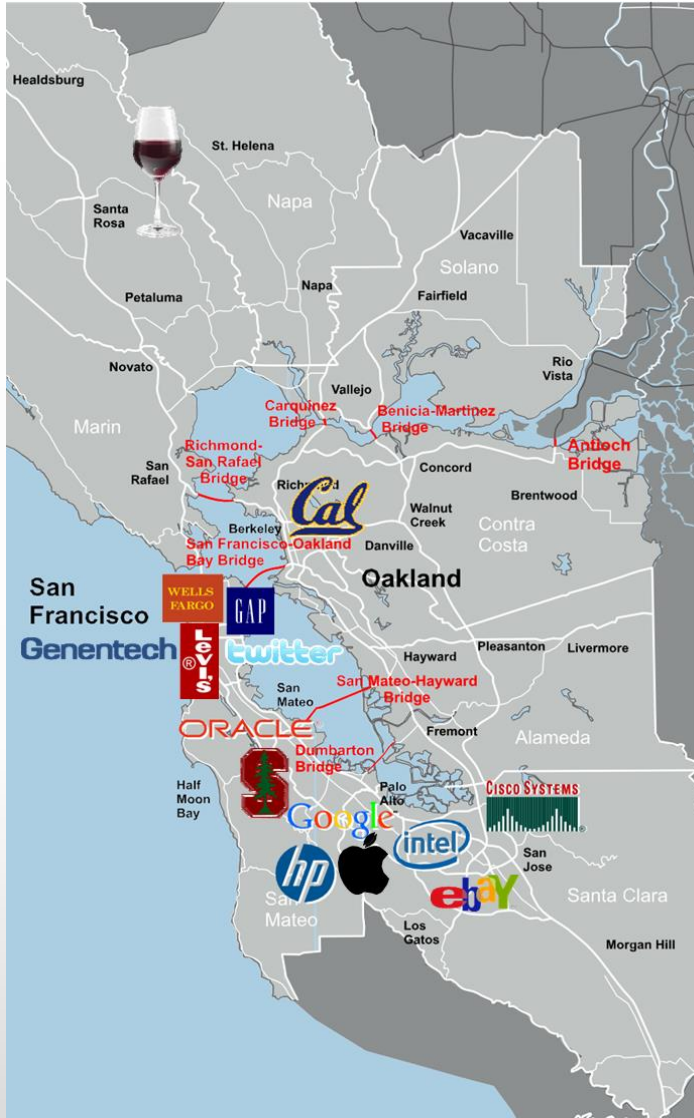 Healdsburg
St. Helena
Santa
Rosa
Napa
Vacaville
Solano
Napa
Petaluma
Fairfield
Novato
Rio
Vista
Vallejo
Carquinez
Bridge
Benicia-Martinez
Bridge
Marin
Antioch
Bridge
Richmond-
San Rafael
Bridge
San
Rafael
Concord
Richmond
Cal
Brentwood
Walnut
Creek
Contra
Costa
Berkeley
San Francisco-Oakland
Bay Bridge
Danville
Oakland
San
Francisco
WELLS
FARGO
GAP
Genentech
LEVI'S
®
twitter
Hayward
Pleasanton
Livermore
San Mateo-Hayward
Bridge
San
Mateo
ORACLE
Fremont
Alameda
Dumbarton
Bridge
Half
Moon
Bay
S
Palo
Alto
CISCO SYSTEMS
®
Google
intel
hp
San
Jose
ebay
Santa Clara
San
Mateo
Los
Gatos
Morgan Hill